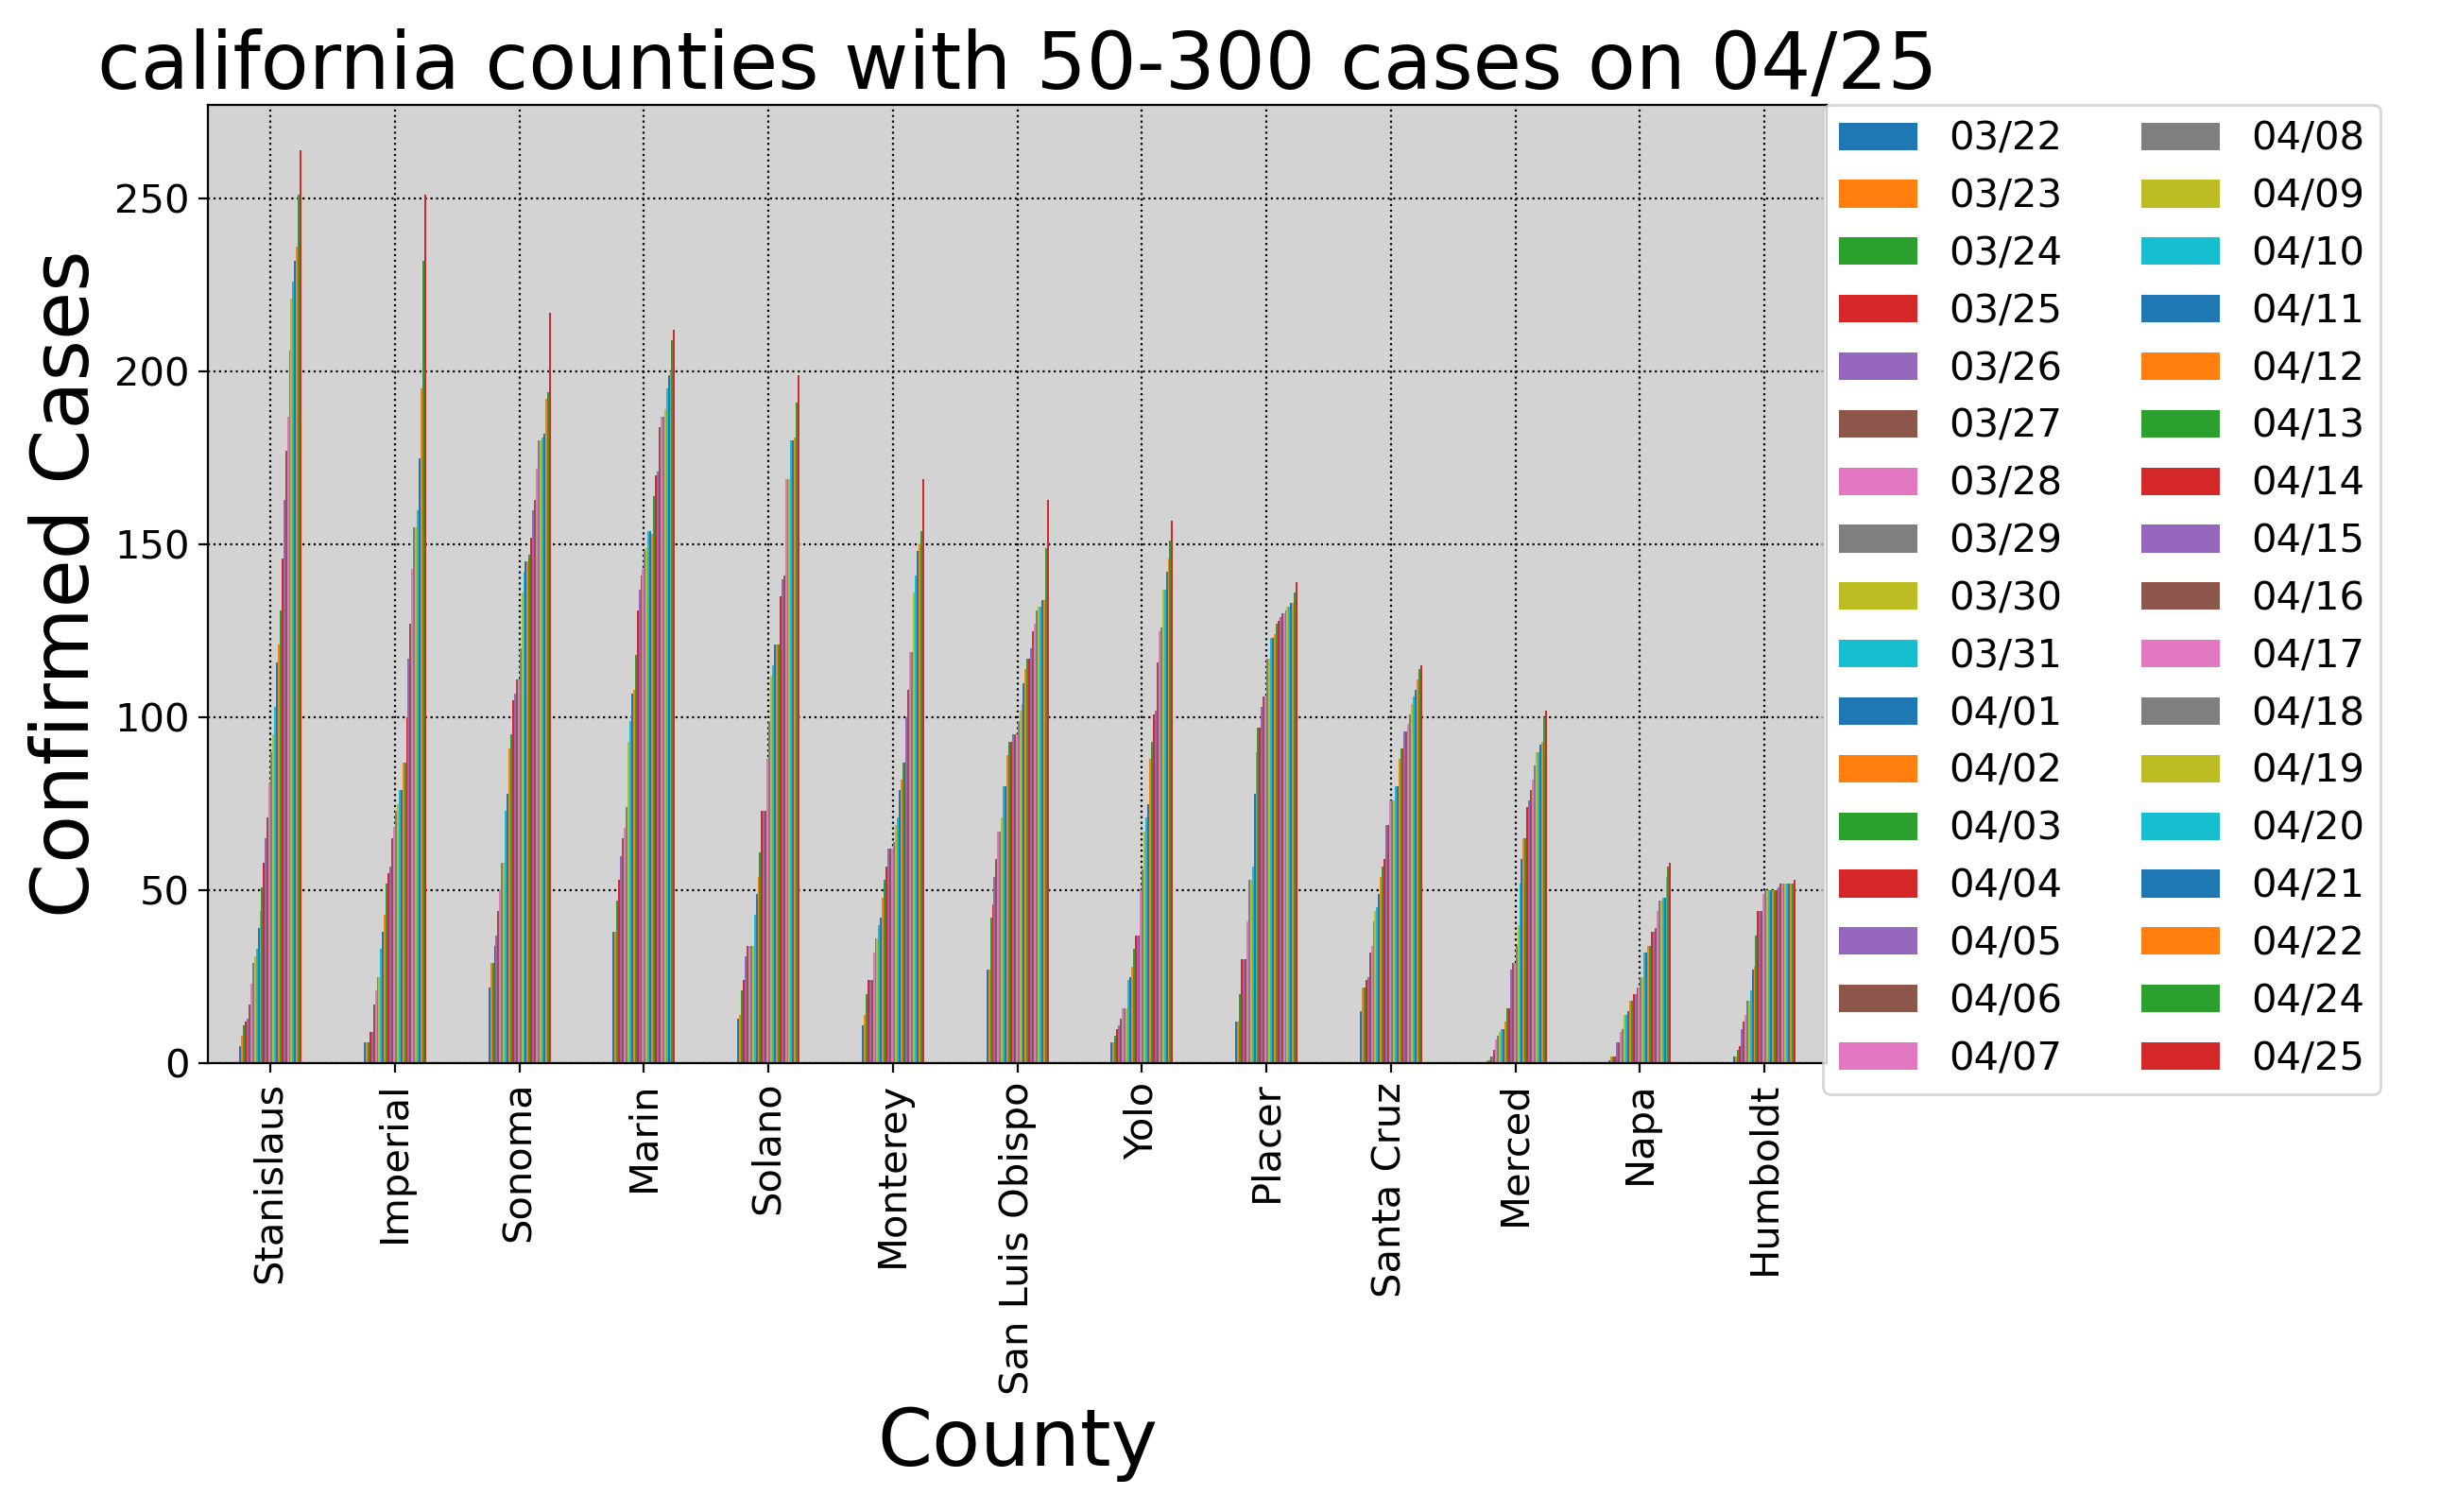 california counties with 50-300 cases on 04/25
Confirmed Cases
250
200
150
100
50
0
Stanislaus
Imperial
Sonoma
Marin
Solano
Monterey
San Luis Obispo
Yolo
Placer
Santa Cruz
Merced
Napa
Humboldt
County
03/22
03/23
03/24
03/25
03/26
03/27
03/28
03/29
03/30
03/31
04/01
04/02
04/03
04/04
04/05
04/06
04/07
04/08
04/09
04/10
04/11
04/12
04/13
04/14
04/15
04/16
04/17
04/18
04/19
04/20
04/21
04/22
04/24
04/25